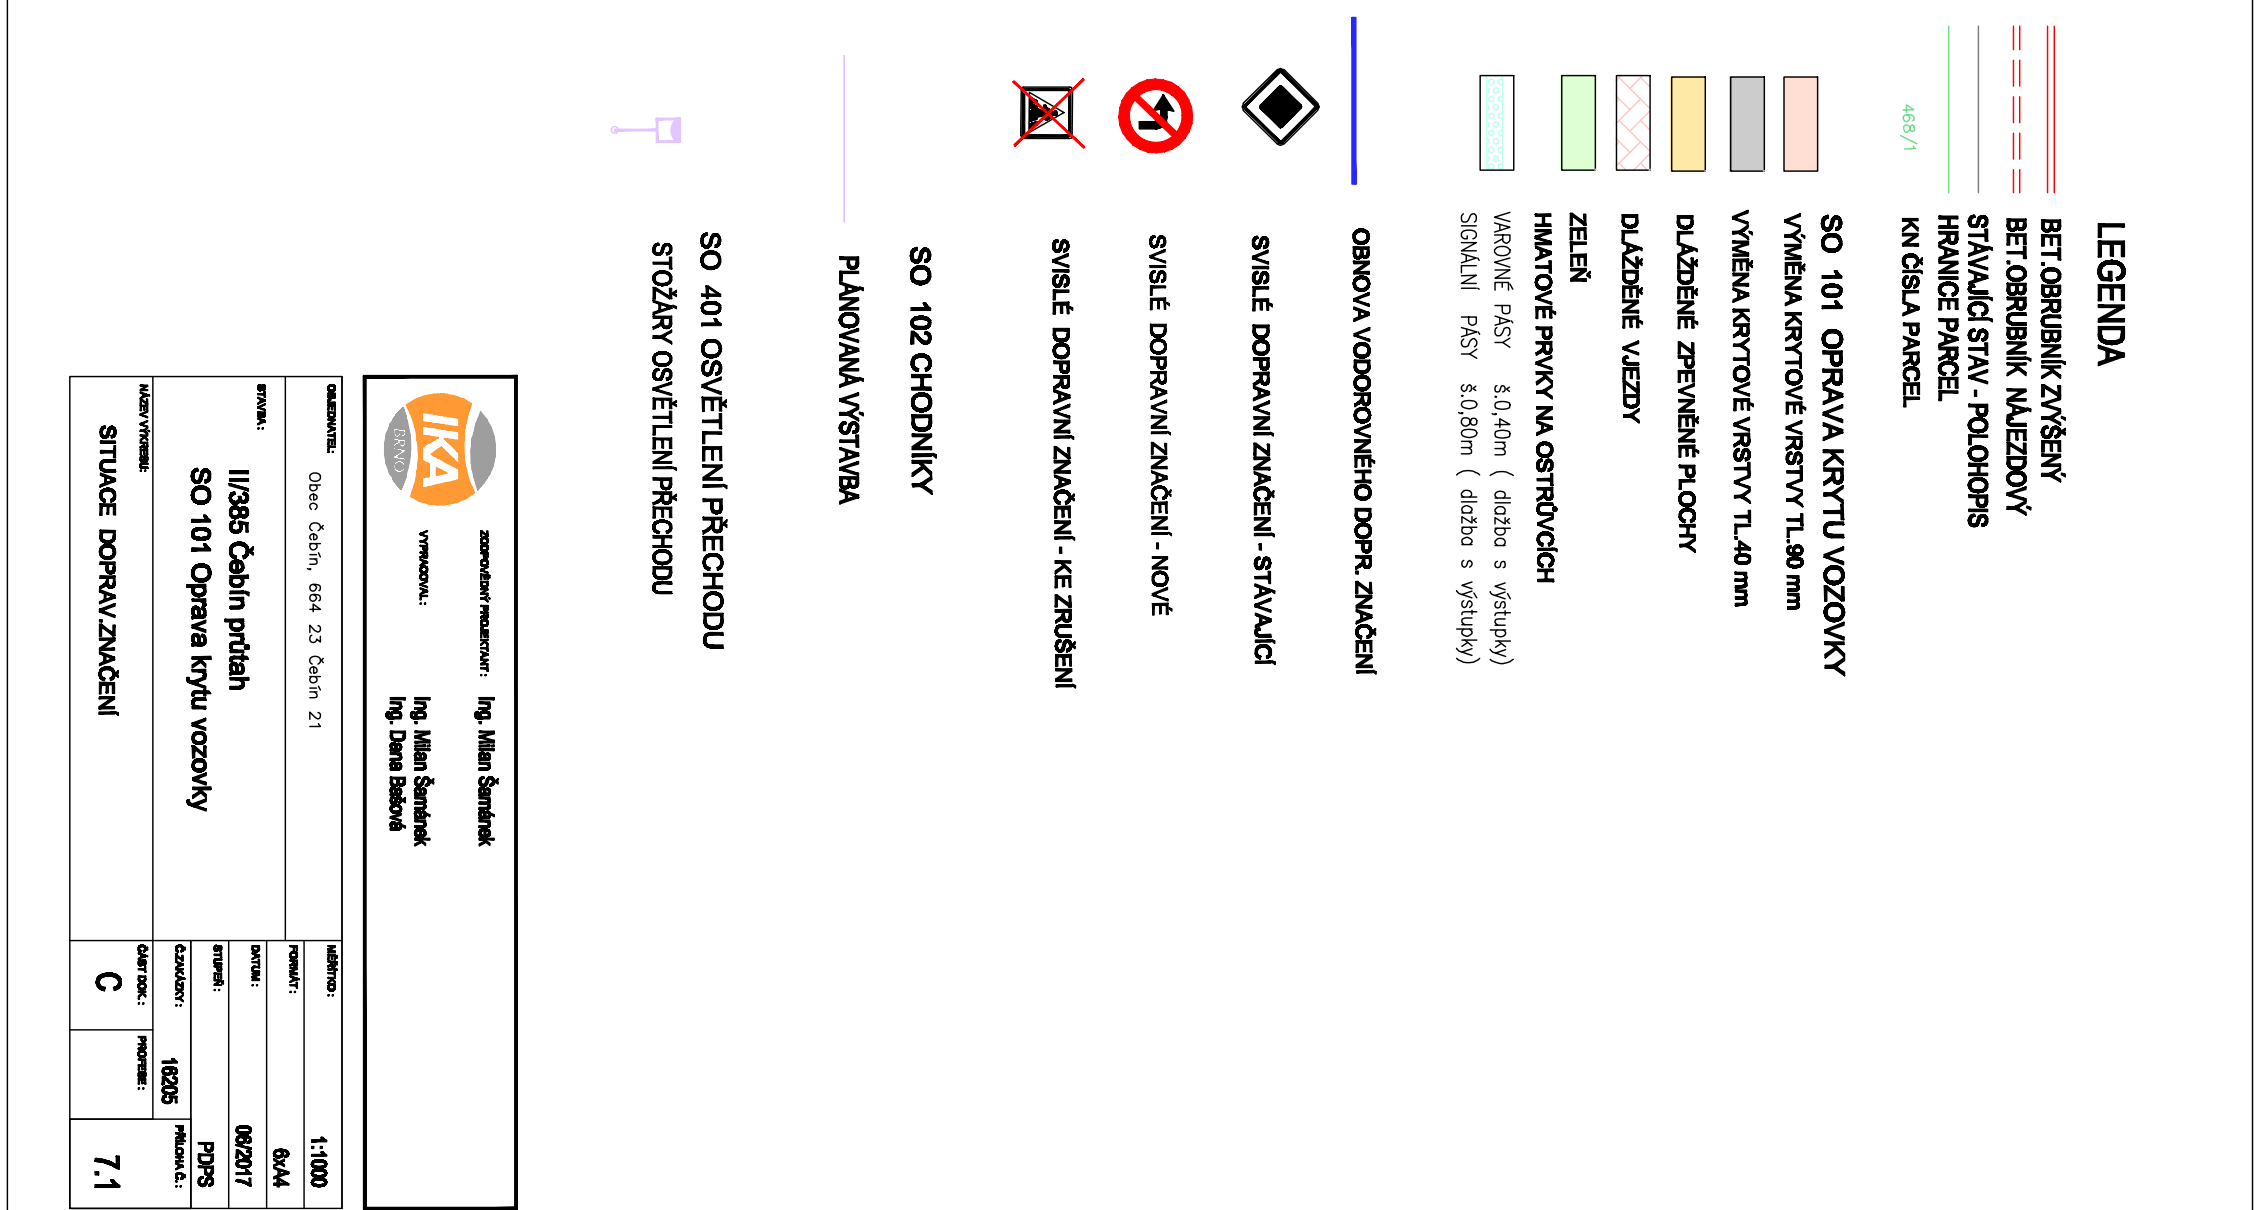 LEGENDA
BET.OBRUBNÍK ZVÝŠENÝ
BET.OBRUBNÍK NÁJEZDOVÝ
STÁVAJÍCÍ STAV - POLOHOPIS
HRANICE PARCEL
468/1 KN ČÍSLA PARCEL
SO 101 OPRAVA KRYTU VOZOVKY
VÝMĚNA KRYTOVÉ VRSTVY TL.90 mm
VÝMĚNA KRYTOVÉ VRSTVY TL.40 mm
DLÁŽDĚNÉ ZPEVNĚNÉ PLOCHY
DLÁŽDĚNÉ VJEZDY
ZELEŇ
HMATOVÉ PRVKY NA OSTRŮVCÍCH
VAROVNÉ PÁSY š.0,40m ( dlažba s výstupky)
SIGNÁLNÍ PÁSY š.0,80m ( dlažba s výstupky)
OBNOVA VODOROVNÉHO DOPR. ZNAČENÍ
SVISLÉ DOPRAVNÍ ZNAČENÍ - STÁVAJÍCÍ
SVISLÉ DOPRAVNÍ ZNAČENÍ - NOVÉ
SVISLÉ DOPRAVNÍ ZNAČENÍ - KE ZRUŠENÍ
SO 102 CHODNÍKY
PLÁNOVANÁ VÝSTAVBA
SO 401 OSVĚTLENÍ PŘECHODU
STOŽÁRY OSVĚTLENÍ PŘECHODU
IKA
BRNO
ZODPOVĚDNÝ PROJEKTANT: Ing. Milan Šamánek
VYPRACOVAL: Ing. Milan Šamánek
Ing. Dana Bašová
OBJEDNATEL:
Obec Čebín, 664 23 Čebín 21
STAVBA:
II/385 Čebín průtah
SO 101 Oprava krytu vozovky
NÁZEV VÝKRESU:
SITUACE DOPRAV.ZNAČENÍ
MĚŘÍTKO: 1:1000
FORMÁT: 6xA4
DATUM: 06/2017
STUPEŇ: PDPS
Č.ZAKÁZKY: 16205
ČÁST DOK.: C
PROFESE:
PŘÍLOHA Č.: 7.1